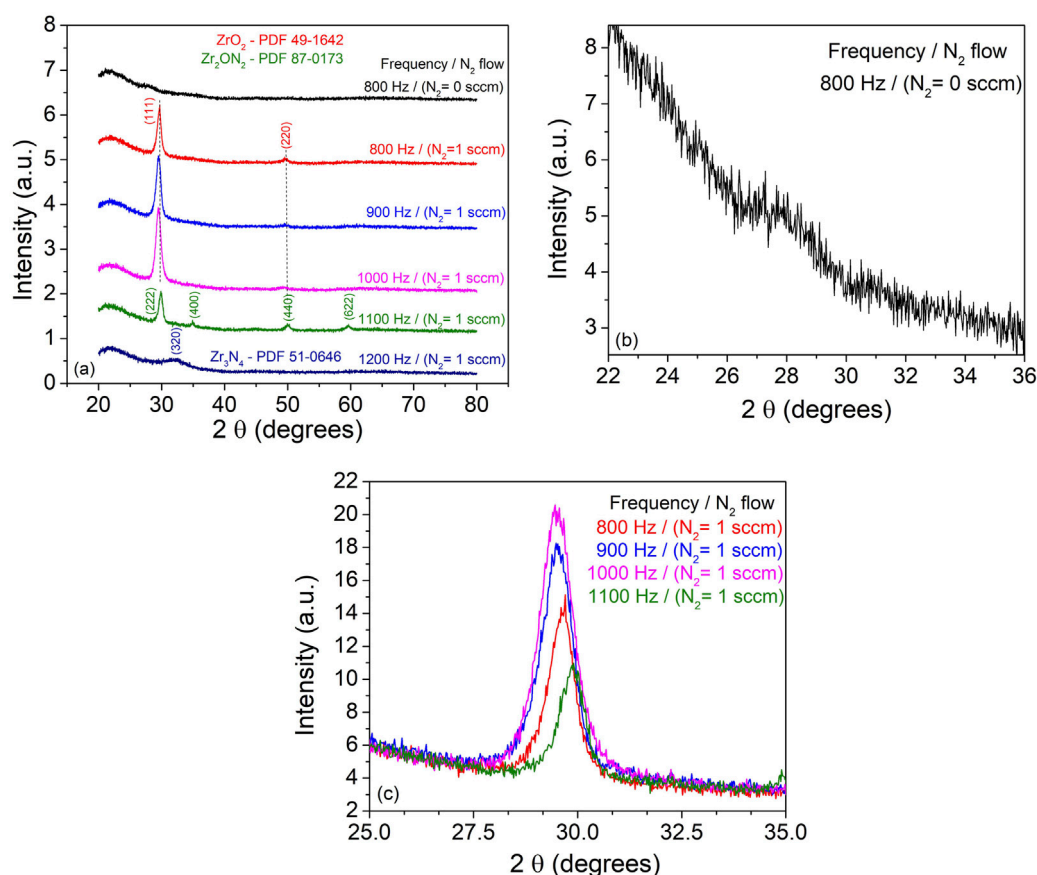 ZrO₂ - PDF 49-1642
Zr₂ON₂ - PDF 87-0173
Frequency / N₂ flow
800 Hz / (N₂= 0 sccm)
(111)
(220)
800 Hz / (N₂=1 sccm)
900 Hz / (N₂= 1 sccm)
1000 Hz / (N₂= 1 sccm)
(222)
(400)
(440)
(622)
1100 Hz / (N₂= 1 sccm)
(320)
Zr₃N₄ - PDF 51-0646
1200 Hz / (N₂= 1 sccm)
(a)
8
7
6
5
4
3
2
1
0
Intensity (a.u.)
20 30 40 50 60 70 80
2 θ (degrees)
Frequency / N₂ flow
800 Hz / (N₂= 0 sccm)
8
7
6
5
4
3
Intensity (a.u.)
(b)
22 24 26 28 30 32 34 36
2 θ (degrees)
Frequency / N₂ flow
800 Hz / (N₂= 1 sccm)
900 Hz / (N₂= 1 sccm)
1000 Hz / (N₂= 1 sccm)
1100 Hz / (N₂= 1 sccm)
22
20
18
16
14
12
10
8
6
4
2
Intensity (a.u.)
(c)
25.0 27.5 30.0 32.5 35.0
2 θ (degrees)